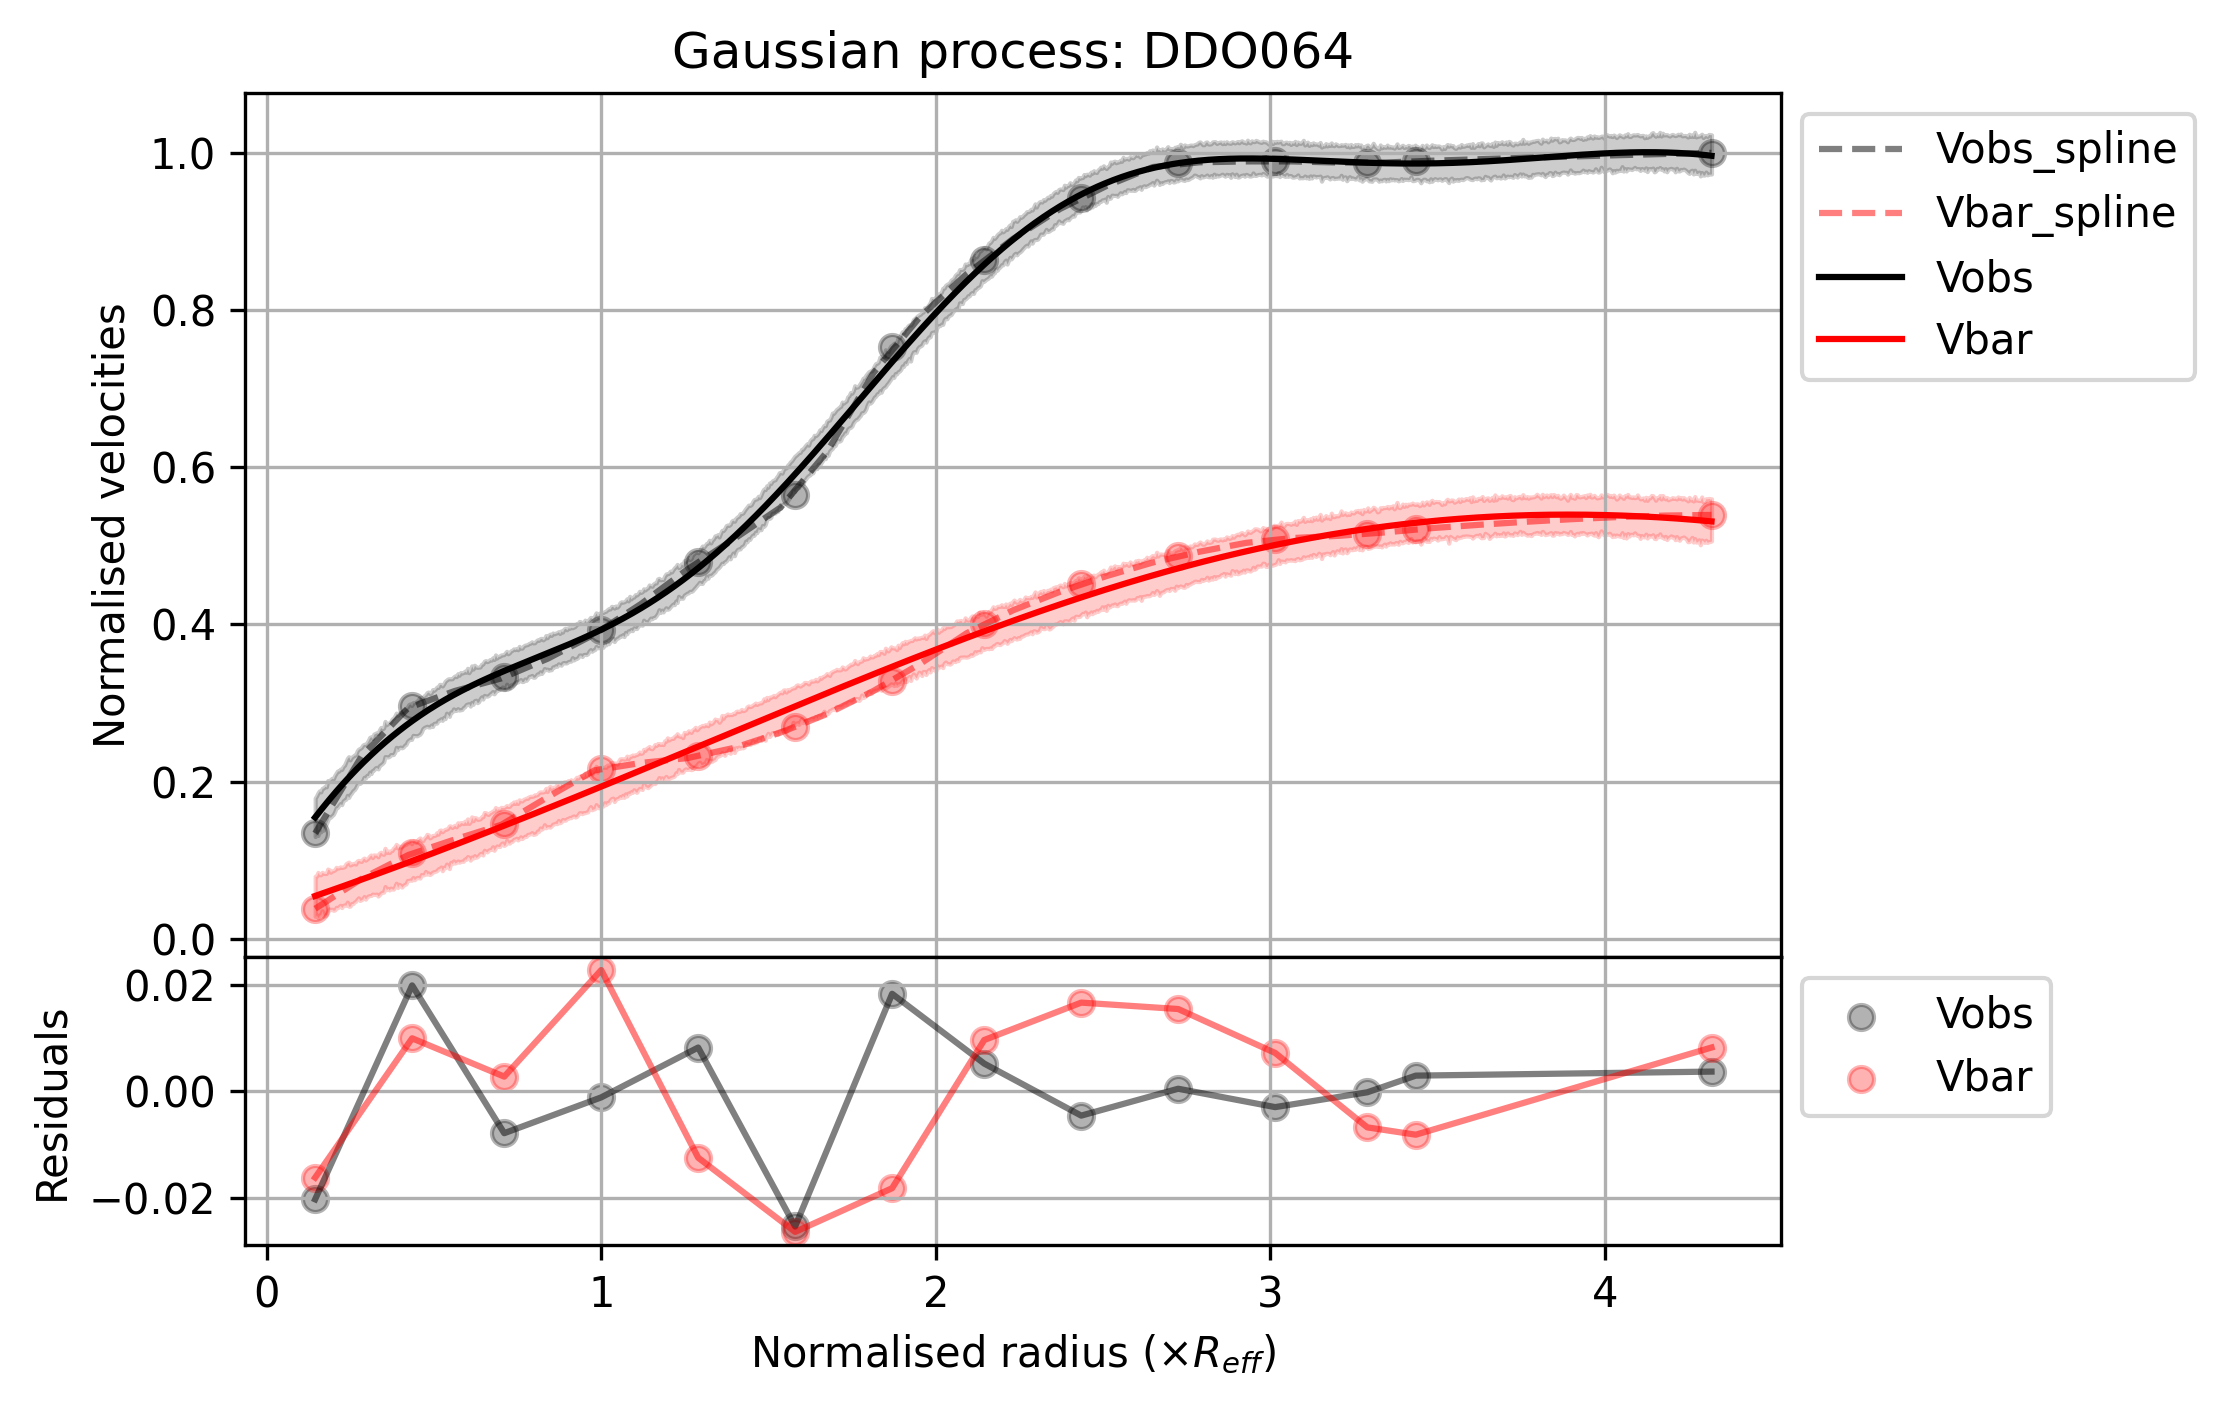 Gaussian process: DDO064
Normalised velocities
1.0
0.8
0.6
0.4
0.2
0.0
Vobs_spline
Vbar_spline
Vobs
Vbar
Residuals
0.02
0.00
−0.02
Vobs
Vbar
0 1 2 3 4
Normalised radius (×R_eff)